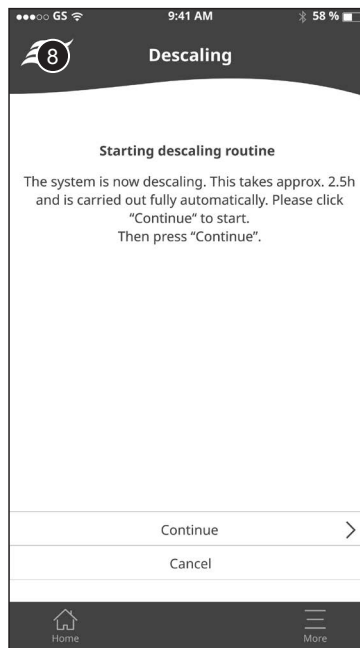 GS 9:41 AM 58 %
8
Descaling
Starting descaling routine
The system is now descaling. This takes approx. 2.5h
and is carried out fully automatically. Please click
“Continue“ to start.
Then press “Continue”.
Continue
Cancel
Home More